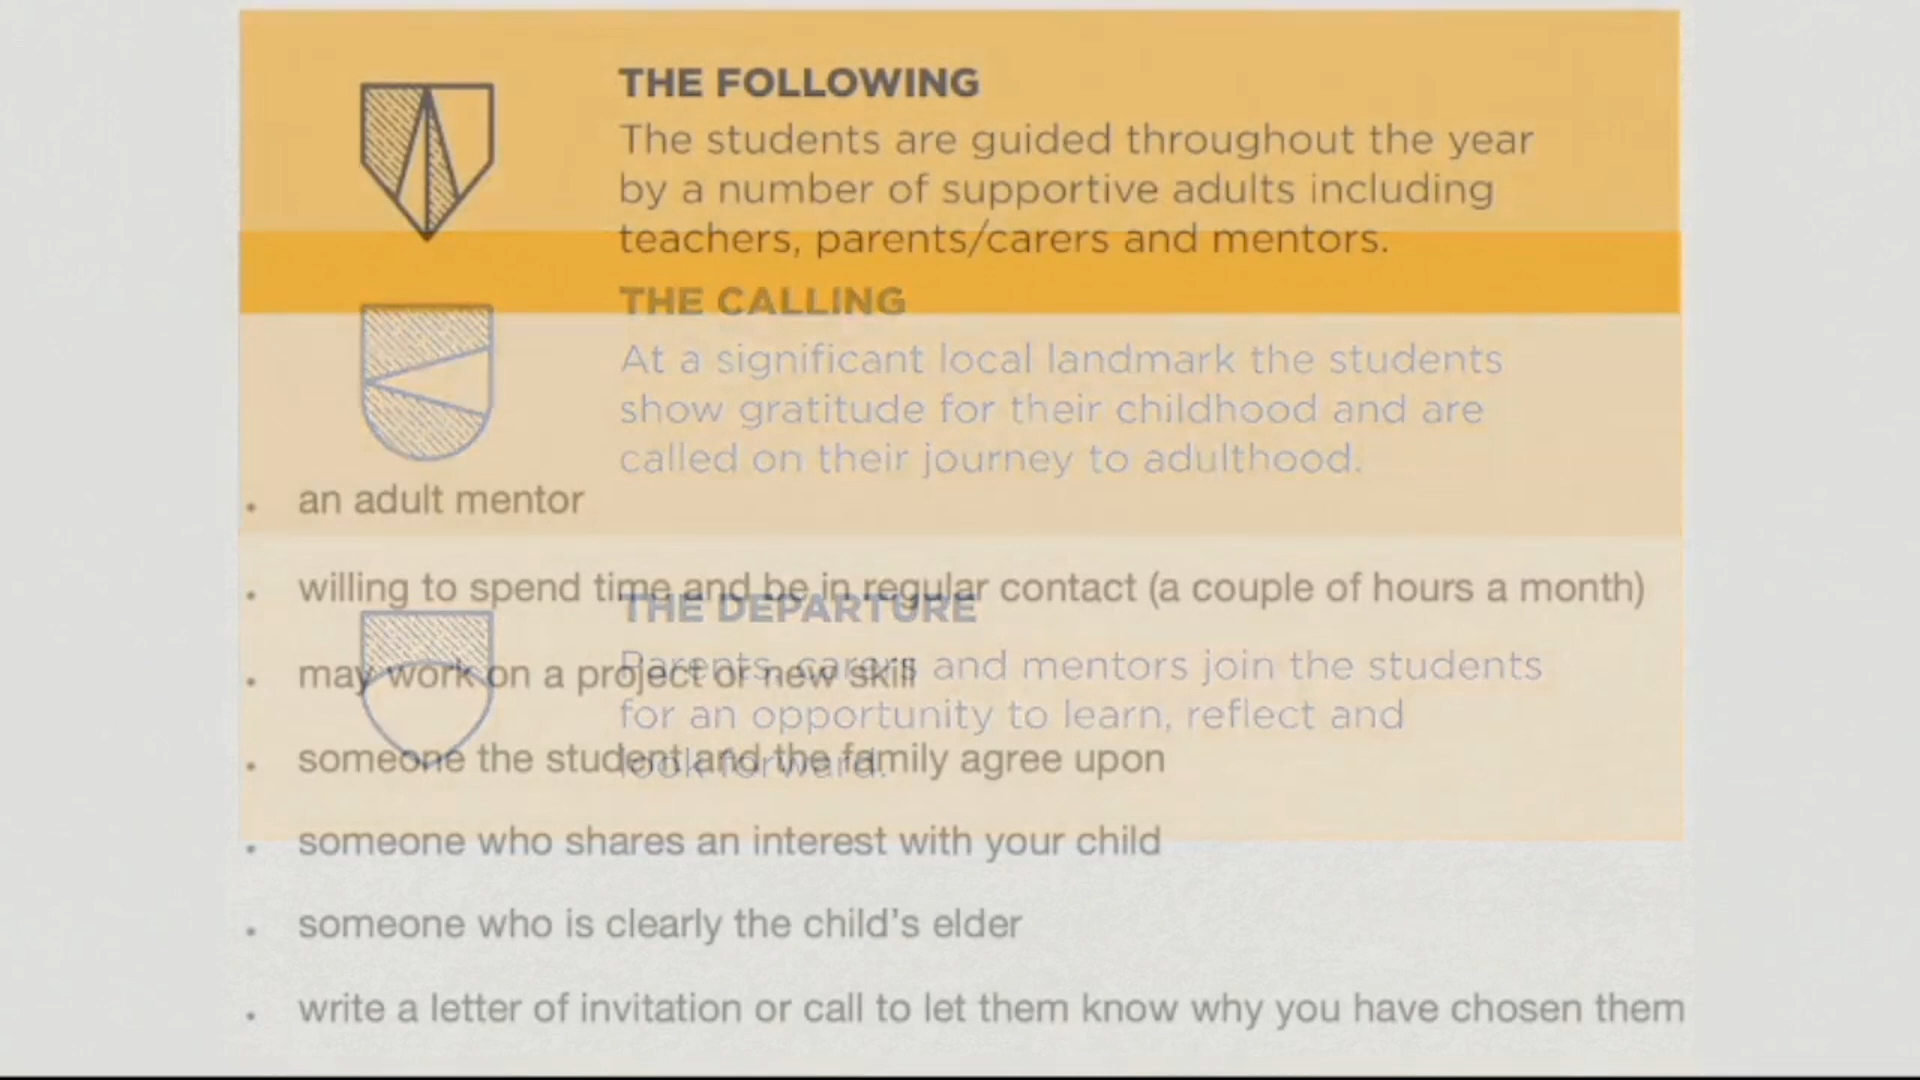 THE FOLLOWING
The students are guided throughout the year
by a number of supportive adults including
teachers, parents/carers and mentors.
THE CALLING
At a significant local landmark the students
show gratitude for their childhood and are
called on their journey to adulthood.
• an adult mentor
• willing to spend time and be in regular contact (a couple of hours a month)
THE DEPARTURE
Parents, carers and mentors join the students
• may work on a project or new skill
for an opportunity to learn, reflect and
look forward.
• someone the student and the family agree upon
• someone who shares an interest with your child
• someone who is clearly the child's elder
• write a letter of invitation or call to let them know why you have chosen them